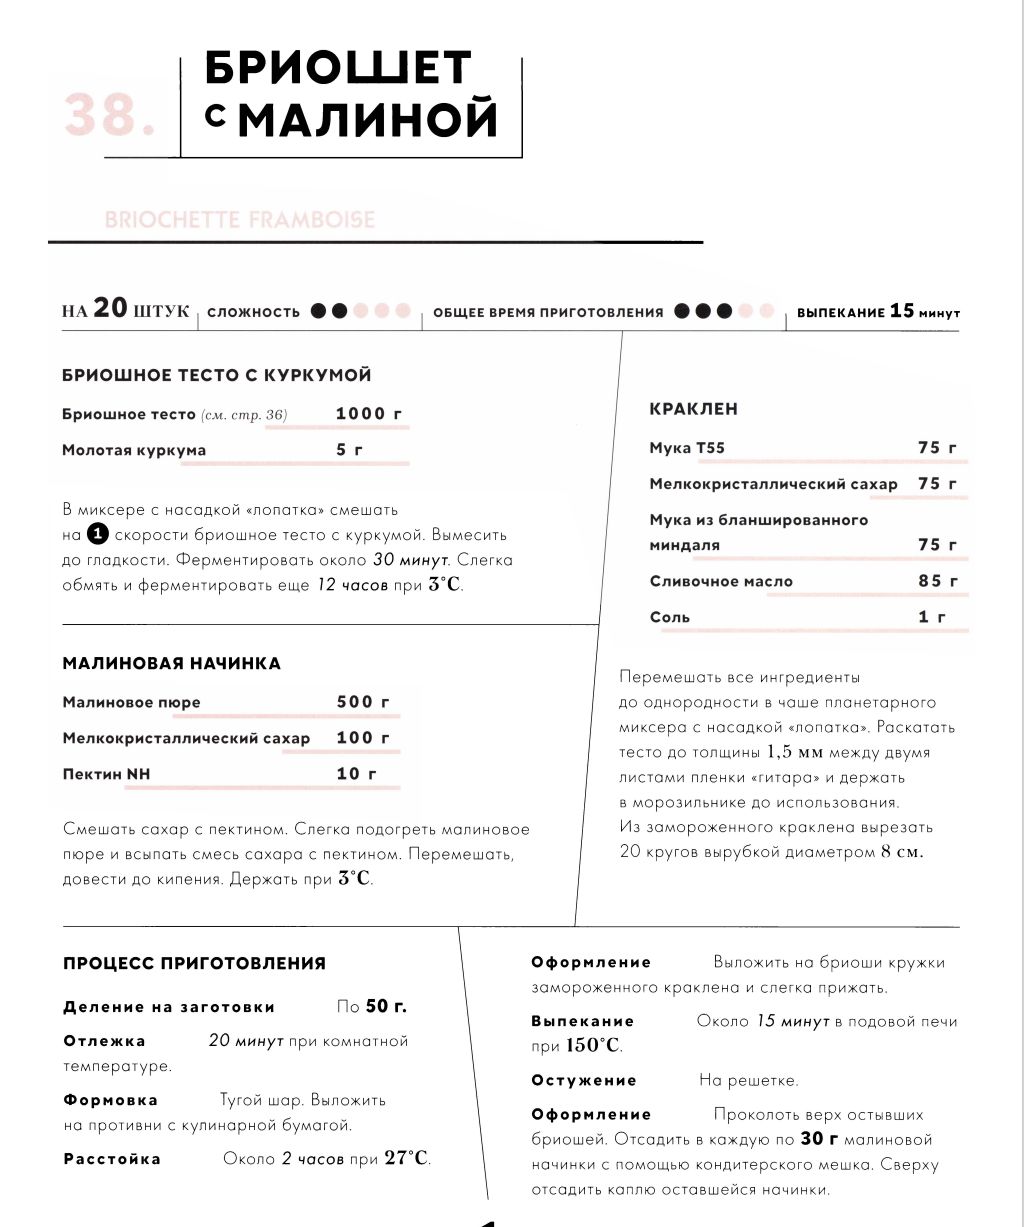 38.
БРИОШЕТ
С МАЛИНОЙ
BRIOCHETTE FRAMBOISE
НА 20 ШТУК СЛОЖНОСТЬ ОБЩЕЕ ВРЕМЯ ПРИГОТОВЛЕНИЯ ВЫПЕКАНИЕ 15 минут
БРИОШНОЕ ТЕСТО С КУРКУМОЙ
Бриошное тесто (см. стр. 36) 1000 г
Молотая куркума 5 г
В миксере с насадкой «лопатка» смешать
на 1 скорости бриошное тесто с куркумой. Вымесить
до гладкости. Ферментировать около 30 минут. Слегка
обмять и ферментировать еще 12 часов при 3°C.
МАЛИНОВАЯ НАЧИНКА
Малиновое пюре 500 г
Мелкокристаллический сахар 100 г
Пектин NH 10 г
Смешать сахар с пектином. Слегка подогреть малиновое
пюре и всыпать смесь сахара с пектином. Перемешать,
довести до кипения. Держать при 3°C.
КРАКЛЕН
Мука T55 75 г
Мелкокристаллический сахар 75 г
Мука из бланшированного
миндаля 75 г
Сливочное масло 85 г
Соль 1 г
Перемешать все ингредиенты
до однородности в чаше планетарного
миксера с насадкой «лопатка». Раскатать
тесто до толщины 1,5 мм между двумя
листами пленки «гитара» и держать
в морозильнике до использования.
Из замороженного краклена вырезать
20 кругов вырубкой диаметром 8 см.
ПРОЦЕСС ПРИГОТОВЛЕНИЯ
Деление на заготовки По 50 г.
Отлежка 20 минут при комнатной
температуре.
Формовка Тугой шар. Выложить
на противни с кулинарной бумагой.
Расстойка Около 2 часов при 27°C.
Оформление Выложить на бриоши кружки
замороженного краклена и слегка прижать.
Выпекание Около 15 минут в подовой печи
при 150°C.
Остужение На решетке.
Оформление Проколоть верх остывших
бриошей. Отсадить в каждую по 30 г малиновой
начинки с помощью кондитерского мешка. Сверху
отсадить каплю оставшейся начинки.